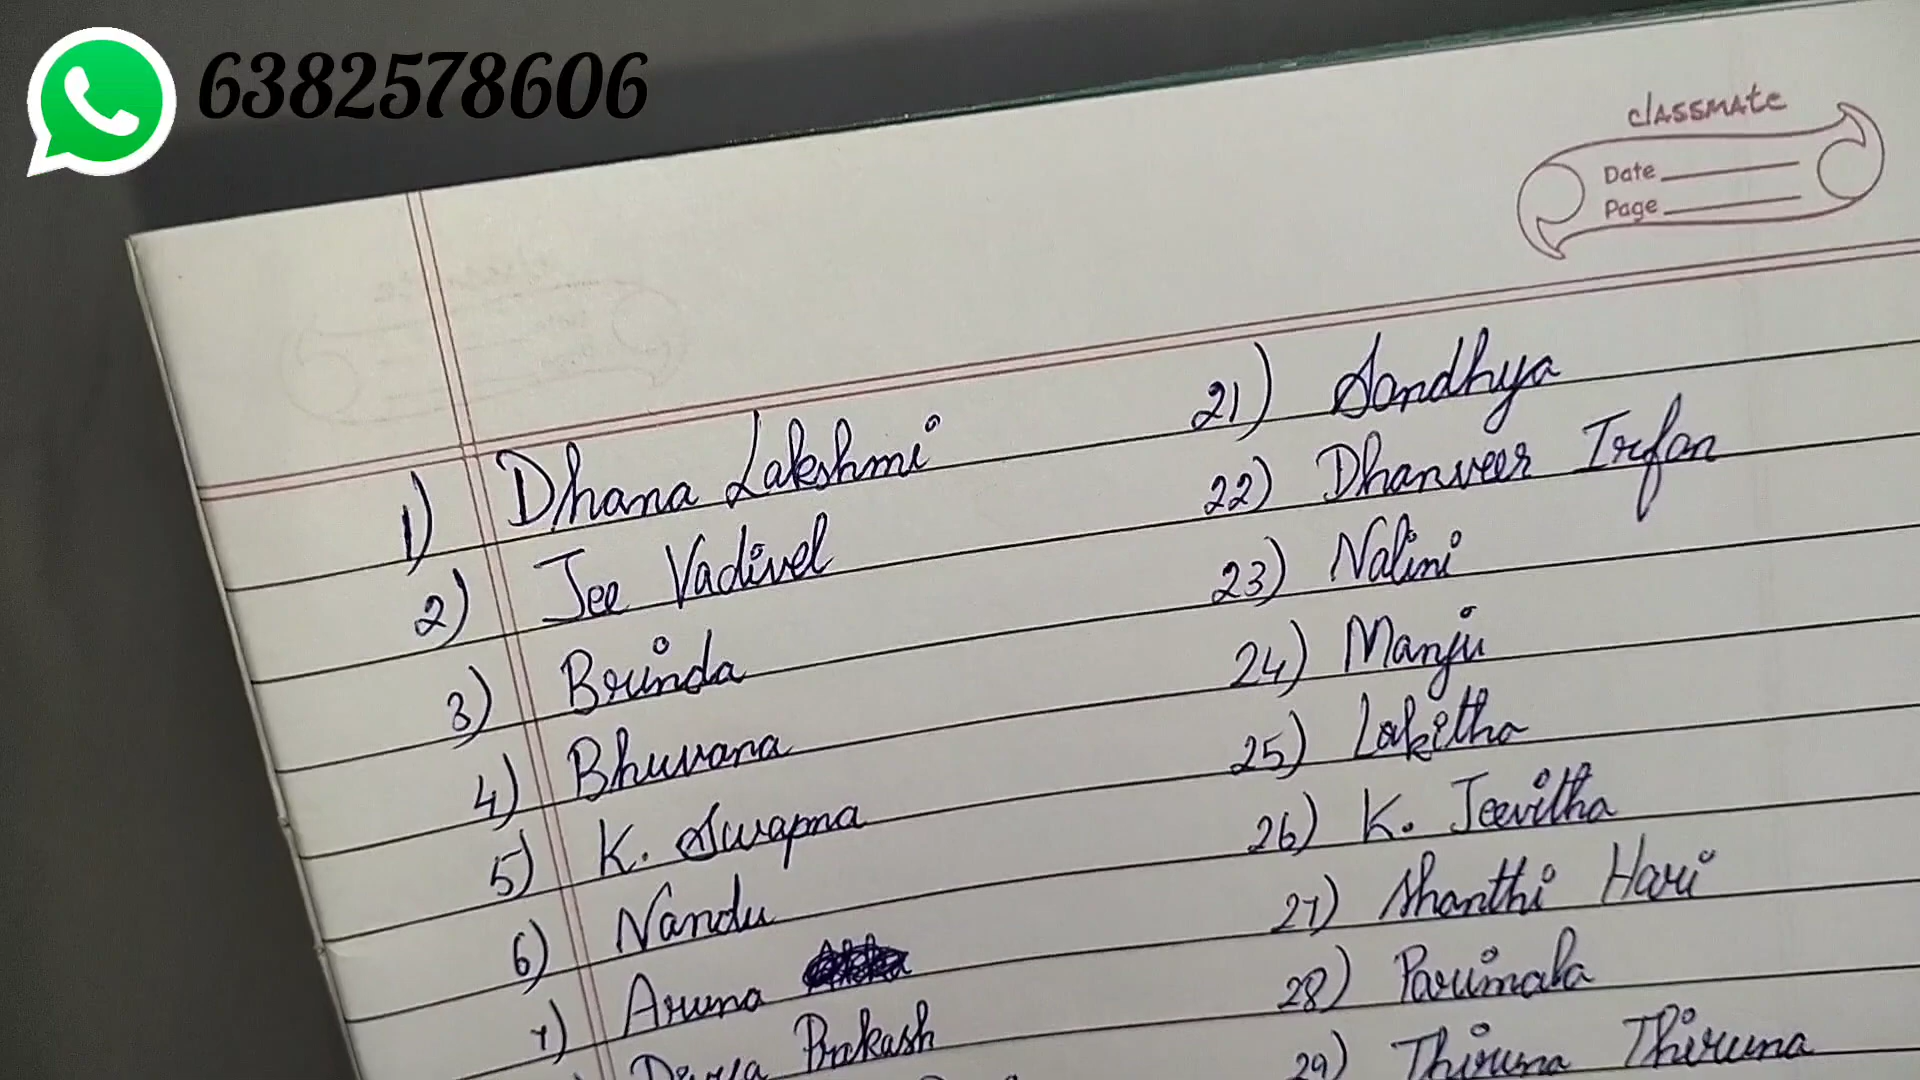 6382578606
classmate
Date
Page
1) Dhana Lakshmi
2) Jee Vadivel
3) Brinda
4) Bhuvana
5) K. Swapna
6) Nandu
7) Aruna
Prakash
21) Sandhya
22) Dhanveer Irfan
23) Nalini
24) Manju
25) Lakitha
26) K. Jeevitha
27) Shanthi Hari
28) Parimala
29) Thiruna Thiruna